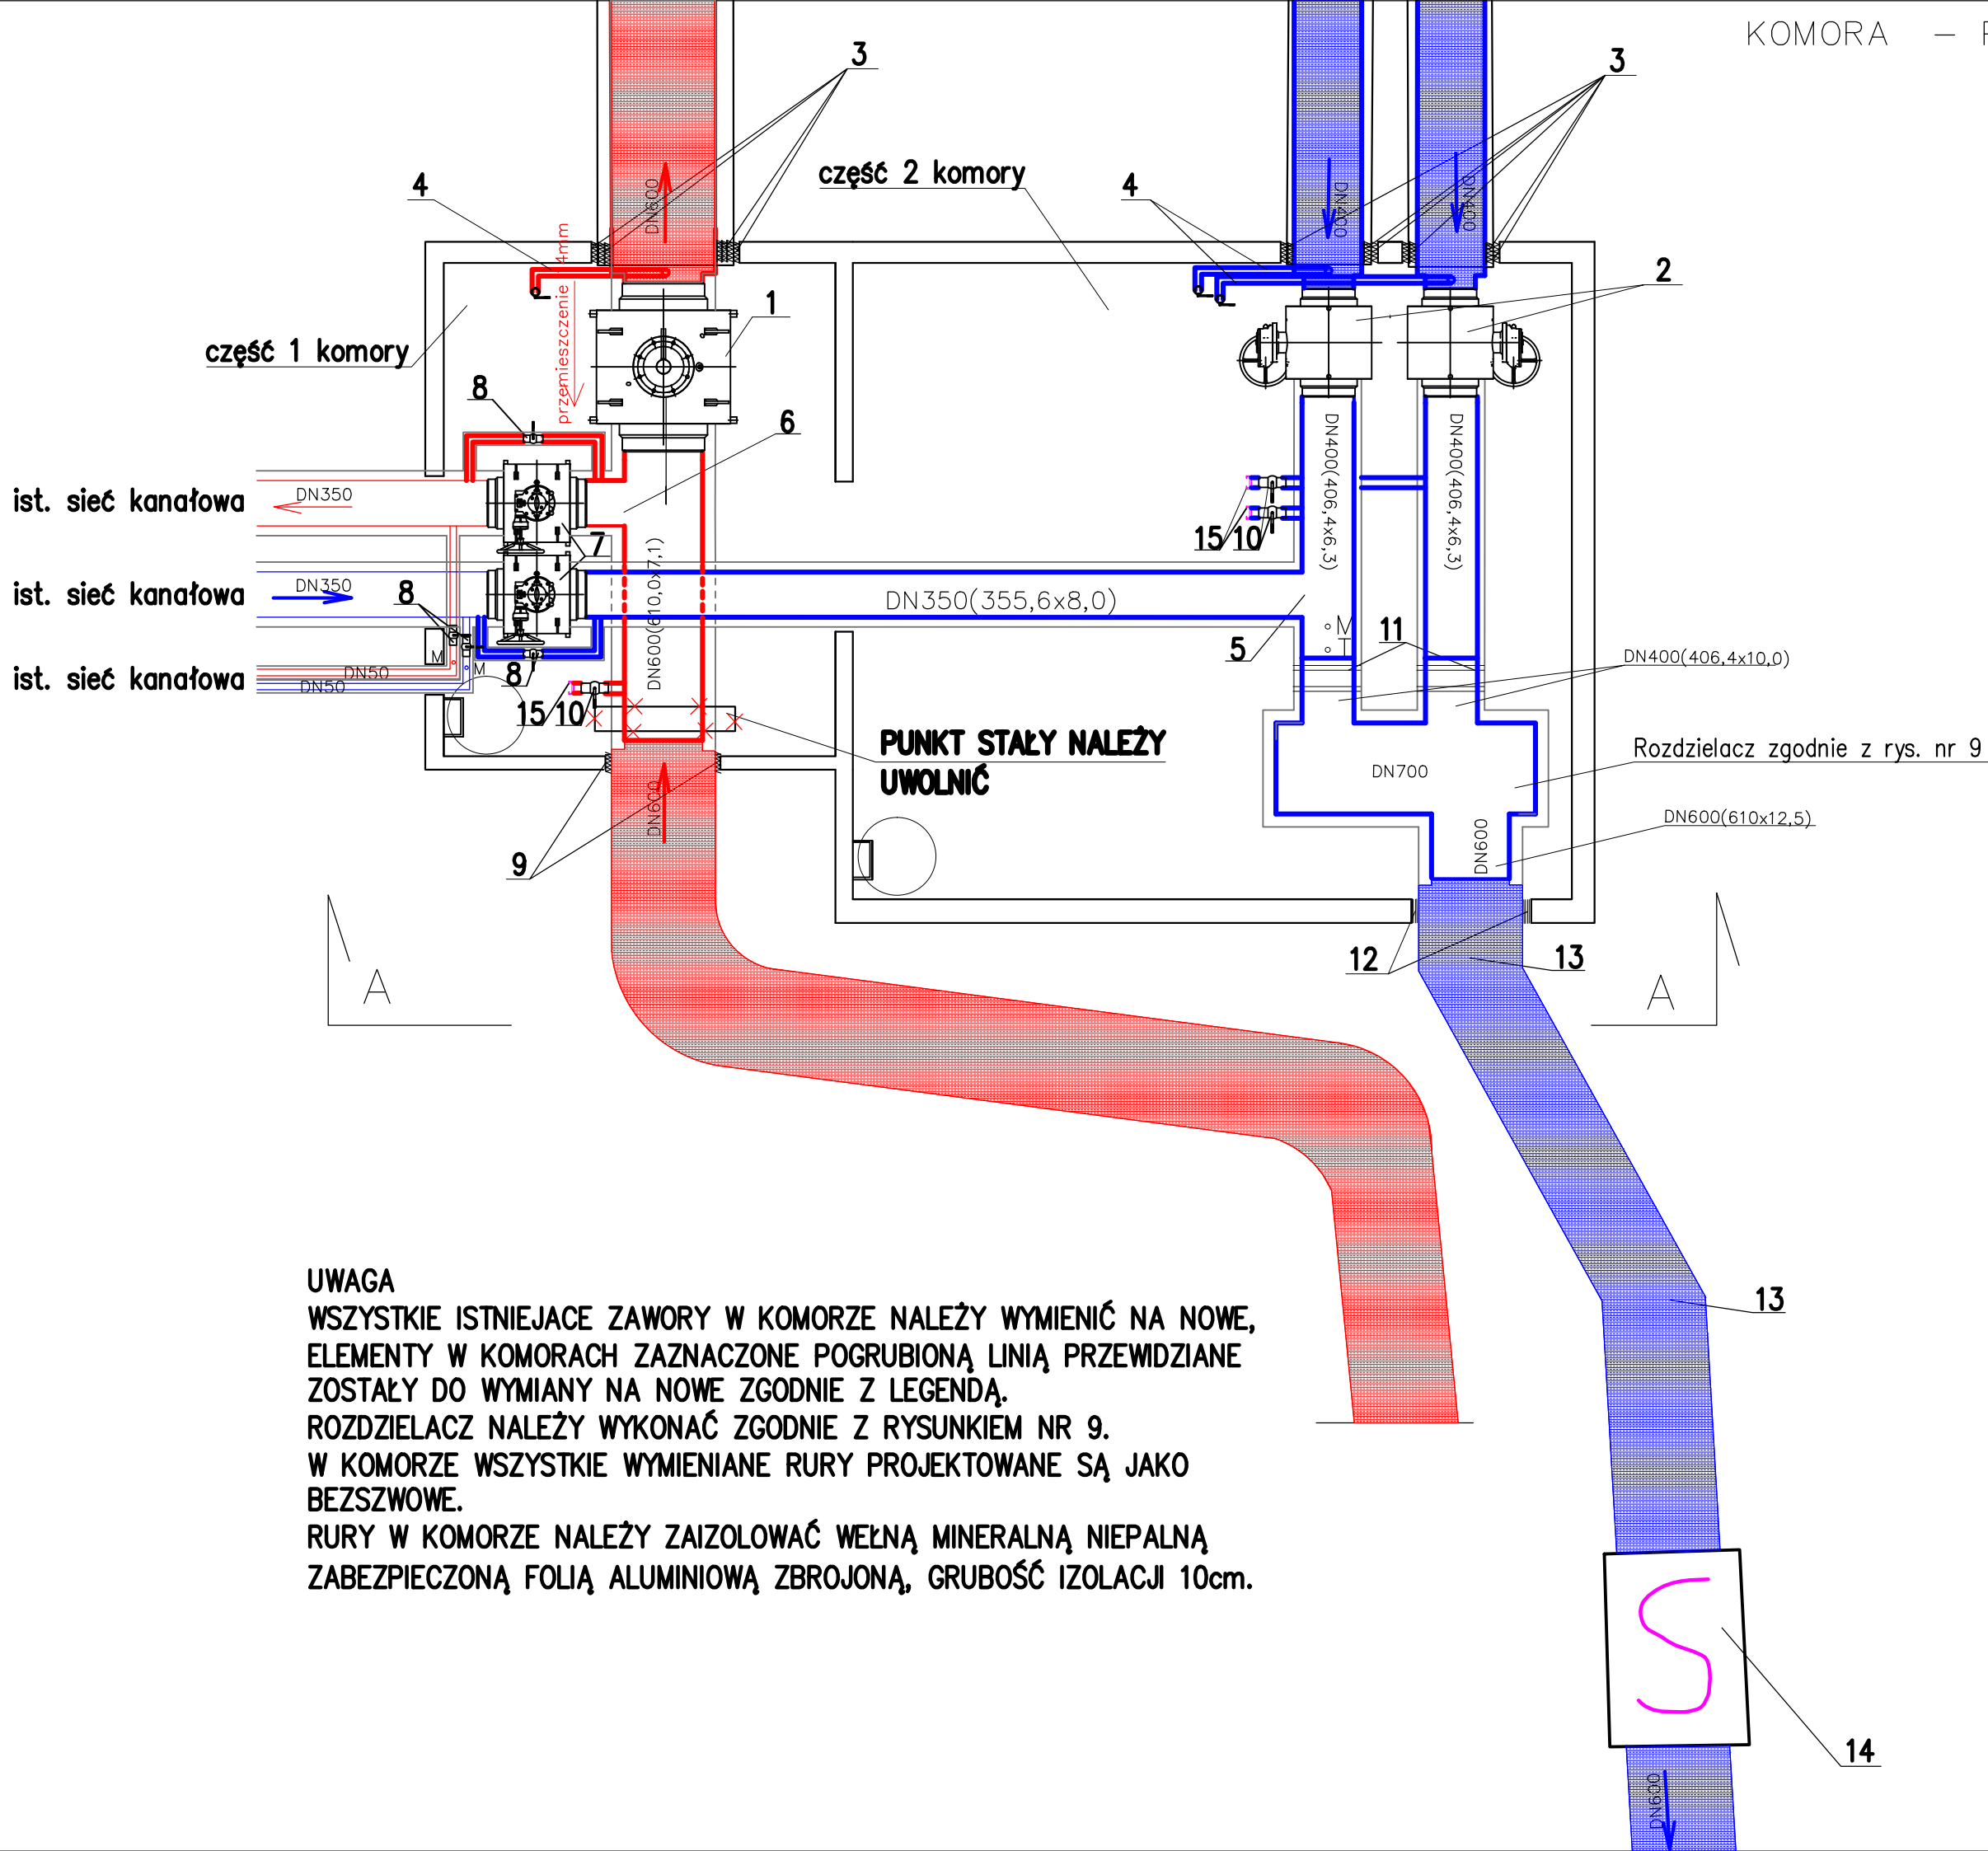 KOMORA –
3
3
część 2 komory
4
4
DN600
DN400
DN400
przemieszczenie 4mm
2
1
część 1 komory
8
6
DN400(406,4x6,3)
DN400(406,4x6,3)
ist. sieć kanałowa
DN350
7
15 10
ist. sieć kanałowa
DN350
8
DN350(355,6x8,0)
DN600(610,0x7,1)
M
T
11
5
DN400(406,4x10,0)
M
M
ist. sieć kanałowa
DN50
DN50
8
15 10
PUNKT STAŁY NALEŻY
UWOLNIĆ
Rozdzielacz zgodnie z rys. nr 9
DN700
DN600
DN600(610x12,5)
DN600
9
12
13
A
A
13
UWAGA
WSZYSTKIE ISTNIEJACE ZAWORY W KOMORZE NALEŻY WYMIENIĆ NA NOWE,
ELEMENTY W KOMORACH ZAZNACZONE POGRUBIONĄ LINIĄ PRZEWIDZIANE
ZOSTAŁY DO WYMIANY NA NOWE ZGODNIE Z LEGENDĄ.
ROZDZIELACZ NALEŻY WYKONAĆ ZGODNIE Z RYSUNKIEM NR 9.
W KOMORZE WSZYSTKIE WYMIENIANE RURY PROJEKTOWANE SĄ JAKO
BEZSZWOWE.
RURY W KOMORZE NALEŻY ZAIZOLOWAĆ WEŁNĄ MINERALNĄ NIEPALNĄ
ZABEZPIECZONĄ FOLIĄ ALUMINIOWĄ ZBROJONĄ, GRUBOŚĆ IZOLACJI 10cm.
S
14
DN600